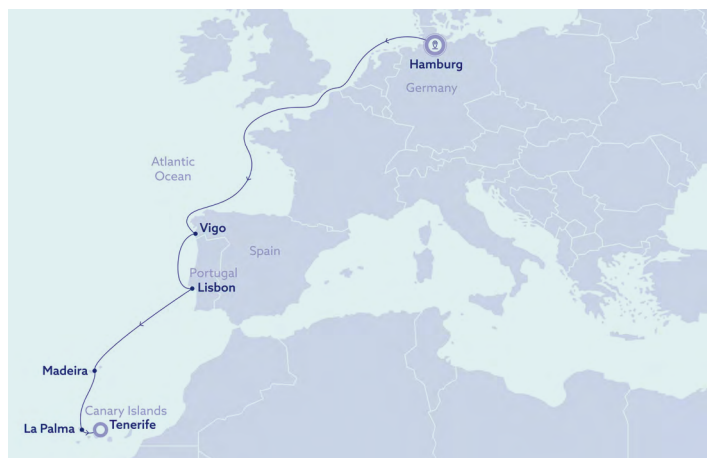 Hamburg
Germany
Atlantic
Ocean
Vigo
Spain
Portugal
Lisbon
Madeira
Canary Islands
Tenerife
La Palma